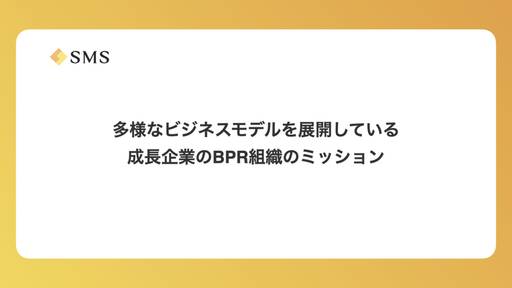 SMS
多様なビジネスモデルを展開している
成長企業のBPR組織のミッション